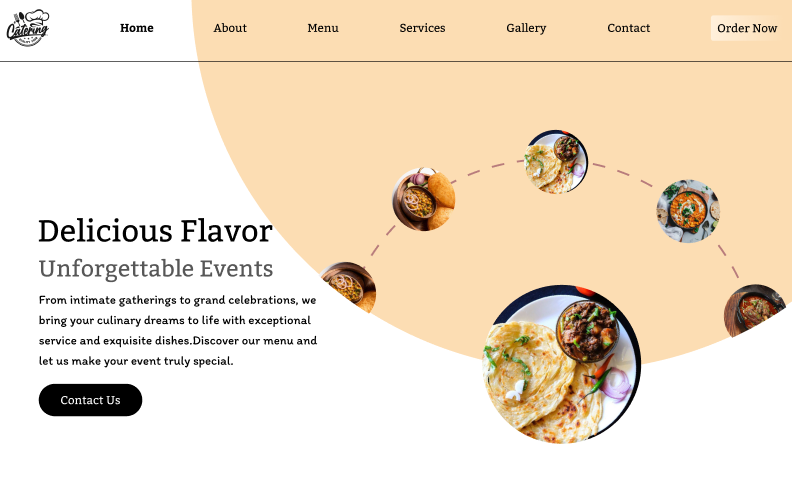 Catering
Home
About
Menu
Services
Gallery
Contact
Order Now
Delicious Flavor
Unforgettable Events
From intimate gatherings to grand celebrations, we
bring your culinary dreams to life with exceptional
service and exquisite dishes.Discover our menu and
let us make your event truly special.
Contact Us